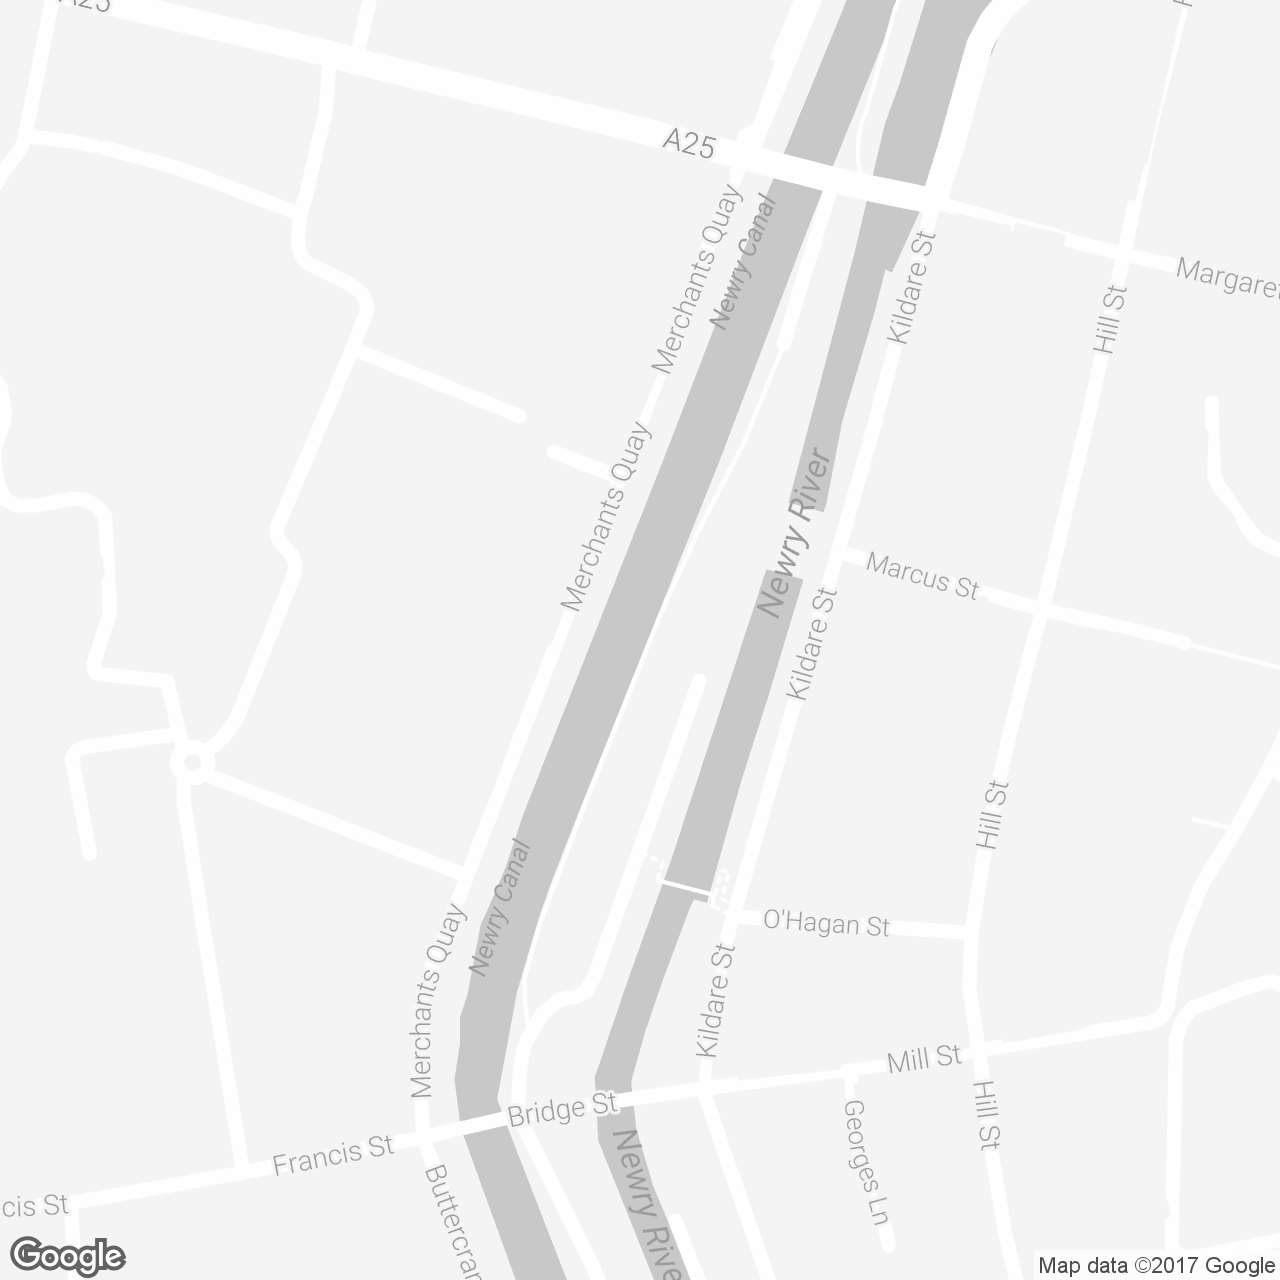 A25
A25
Merchants Quay
Newry Canal
Kildare St
Margaret
Hill St
Merchants Quay
Newry River
Marcus St
Kildare St
Hill St
Newry Canal
Merchants Quay
O'Hagan St
Kildare St
Mill St
Bridge St
Hill St
Georges Ln
Francis St
Newry Rive
Buttercran
cis St
Google
Map data ©2017 Google